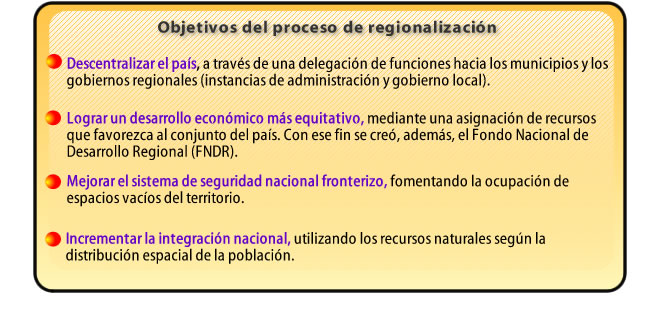 Objetivos del proceso de regionalización
Descentralizar el país, a través de una delegación de funciones hacia los municipios y los
gobiernos regionales (instancias de administración y gobierno local).
Lograr un desarrollo económico más equitativo, mediante una asignación de recursos
que favorezca al conjunto del país. Con ese fin se creó, además, el Fondo Nacional de
Desarrollo Regional (FNDR).
Mejorar el sistema de seguridad nacional fronterizo, fomentando la ocupación de
espacios vacíos del territorio.
Incrementar la integración nacional, utilizando los recursos naturales según la
distribución espacial de la población.